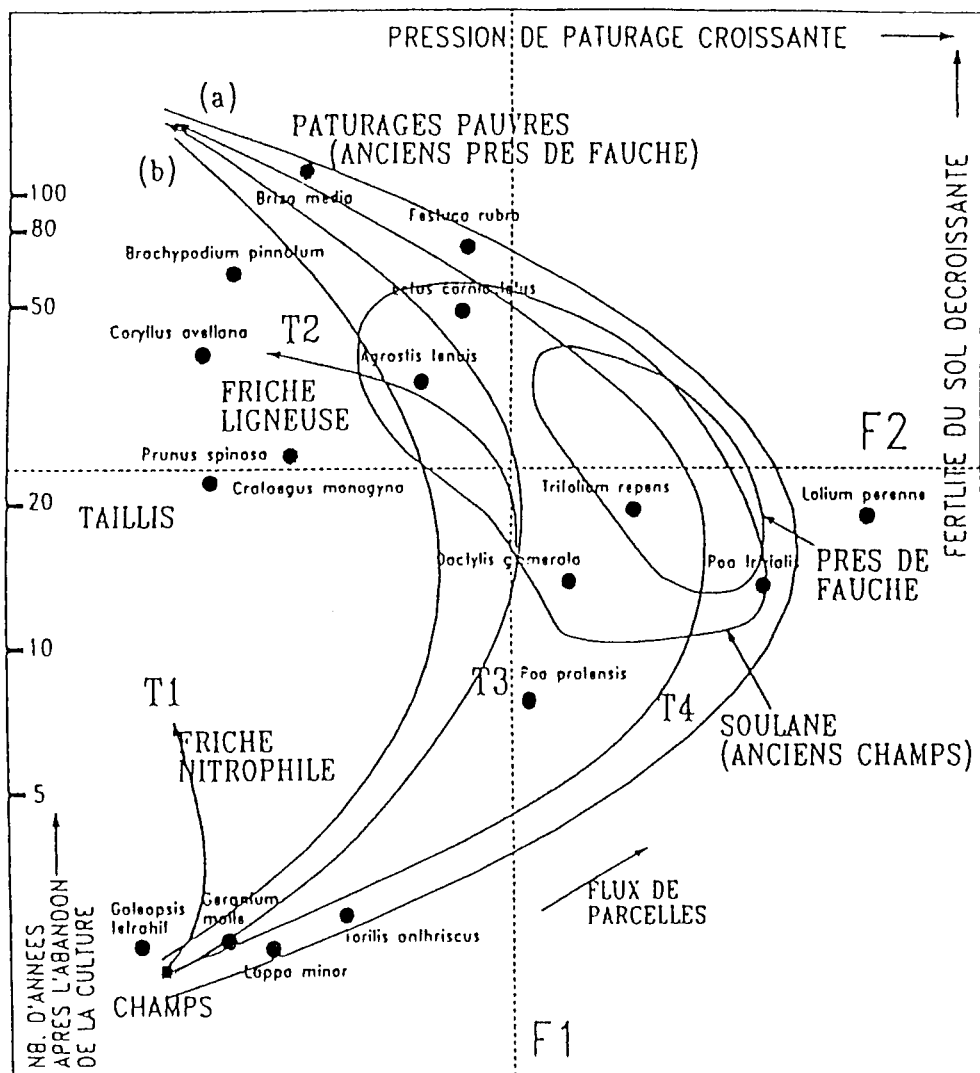 PRESSION DE PATURAGE CROISSANTE
(a)
PATURAGES PAUVRES
(ANCIENS PRES DE FAUCHE)
(b)
Briza media
100
Festuca rubra
80
Brachypodium pinnatum
50
Lotus corniculatus
T2
Coryllus avellana
Agrostis tenuis
FRICHE
LIGNEUSE
FERTILITE DU SOL DECROISSANTE
F2
Prunus spinosa
Crataegus monogyna
Trifolium repens
Lolium perenne
20
TAILLIS
Dactylis glomerata
Poa trivialis
PRES DE
FAUCHE
10
T3
Poa pratensis
T1
T4
SOULANE
(ANCIENS CHAMPS)
FRICHE
NITROPHILE
5
FLUX DE
PARCELLES
Galeopsis
tetrahit
Geranium
molle
Torilis anthriscus
Lappa minor
CHAMPS
NB. D'ANNEES
APRES L'ABANDON
DE LA CULTURE
F1